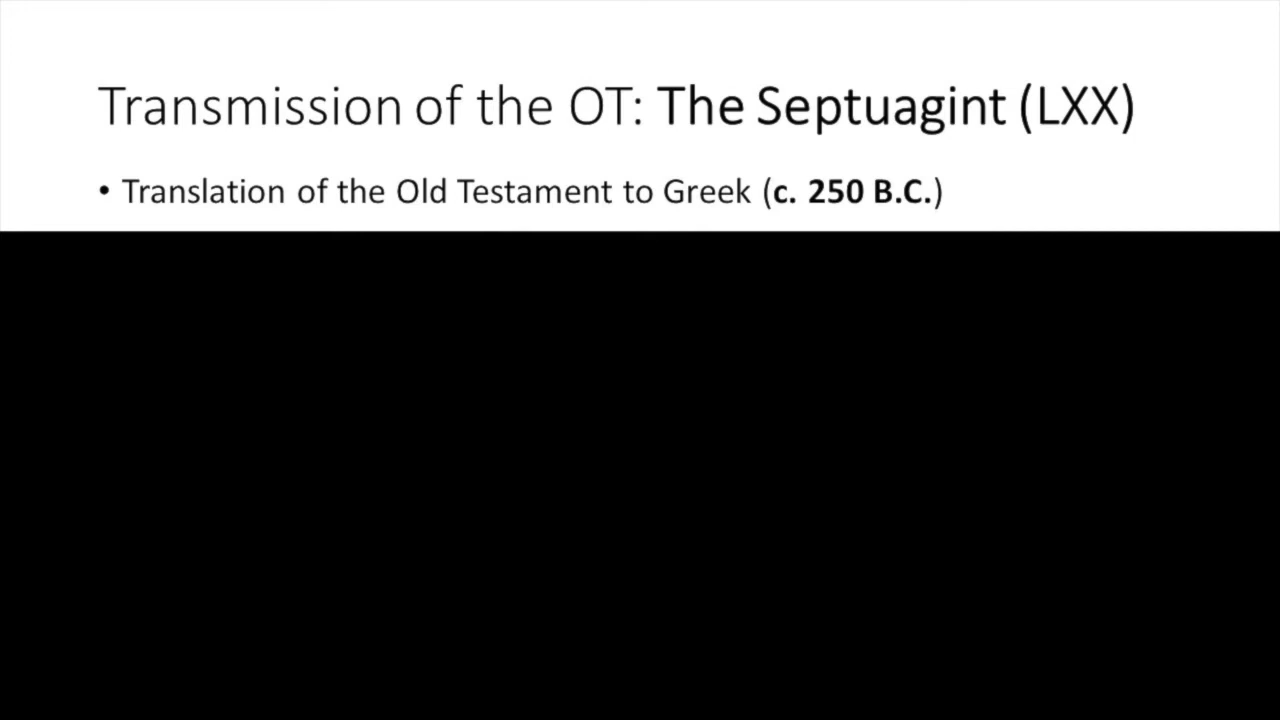 Transmission of the OT: The Septuagint (LXX)
• Translation of the Old Testament to Greek (c. 250 B.C.)